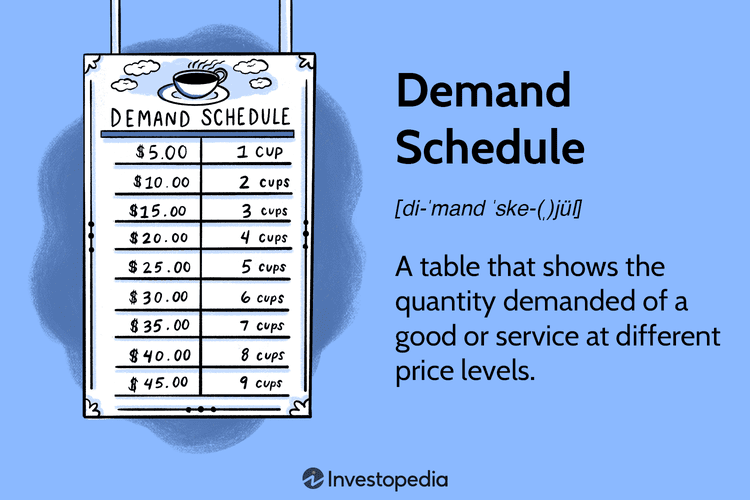 DEMAND SCHEDULE
$5.00 1 CUP
$10.00 2 CUPS
$15.00 3 CUPS
$20.00 4 CUPS
$25.00 5 CUPS
$30.00 6 CUPS
$35.00 7 CUPS
$40.00 8 CUPS
$45.00 9 CUPS
Demand
Schedule
[di-ˈmand ˈske-(ˌ)jül]
A table that shows the
quantity demanded of a
good or service at different
price levels.
Investopedia